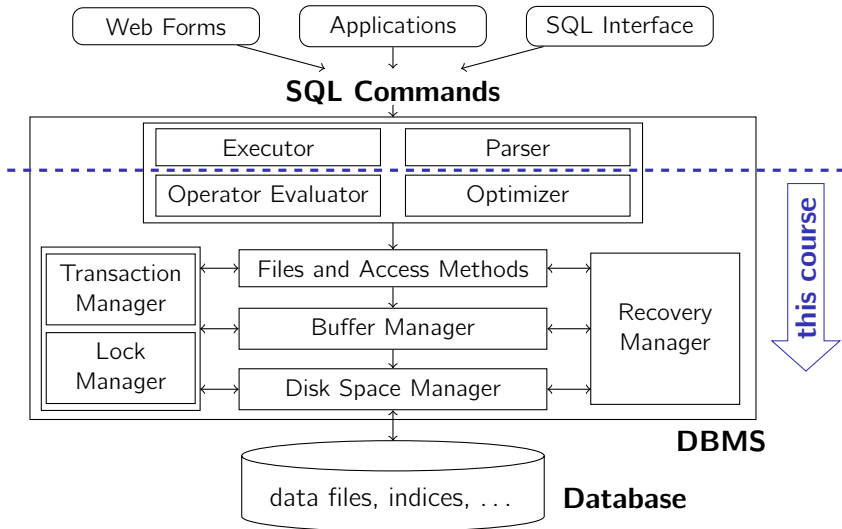 Web Forms
Applications
SQL Interface
SQL Commands
Executor
Parser
Operator Evaluator
Optimizer
Transaction
Manager
Lock
Manager
Files and Access Methods
Buffer Manager
Disk Space Manager
Recovery
Manager
this course
DBMS
data files, indices, . . .
Database